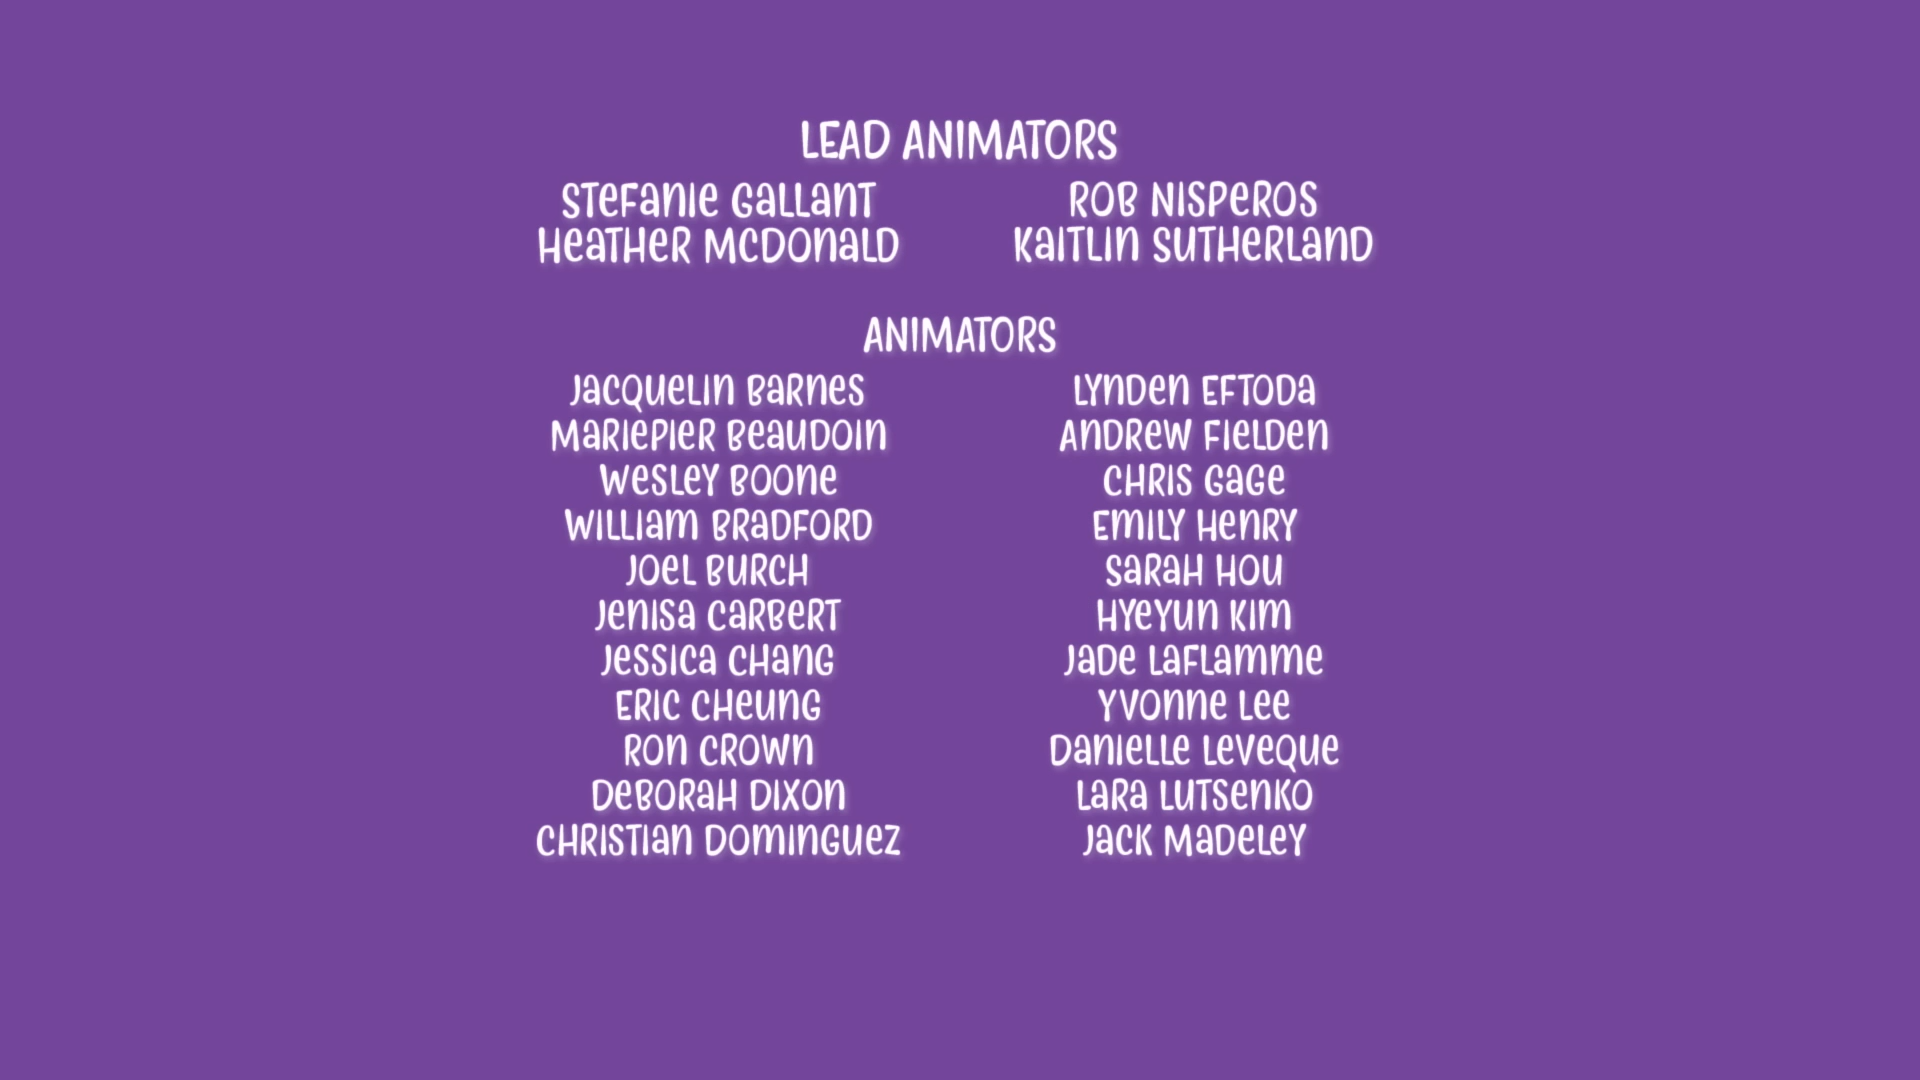 LEAD ANIMATORS
STEFANIE GALLANT ROB NISPEROS
HEATHER MCDONALD KAITLIN SUTHERLAND
ANIMATORS
JACQUELIN BARNES LYNDEN EFTODA
MARIEPIER BEAUDOIN ANDREW FIELDEN
WESLEY BOONE CHRIS GAGE
WILLIAM BRADFORD EMILY HENRY
JOEL BURCH SARAH HOU
JENISA CARBERT HYEYUN KIM
JESSICA CHANG JADE LAFLAMME
ERIC CHEUNG YVONNE LEE
RON CROWN DANIELLE LEVEQUE
DEBORAH DIXON LARA LUTSENKO
CHRISTIAN DOMINGUEZ JACK MADELEY